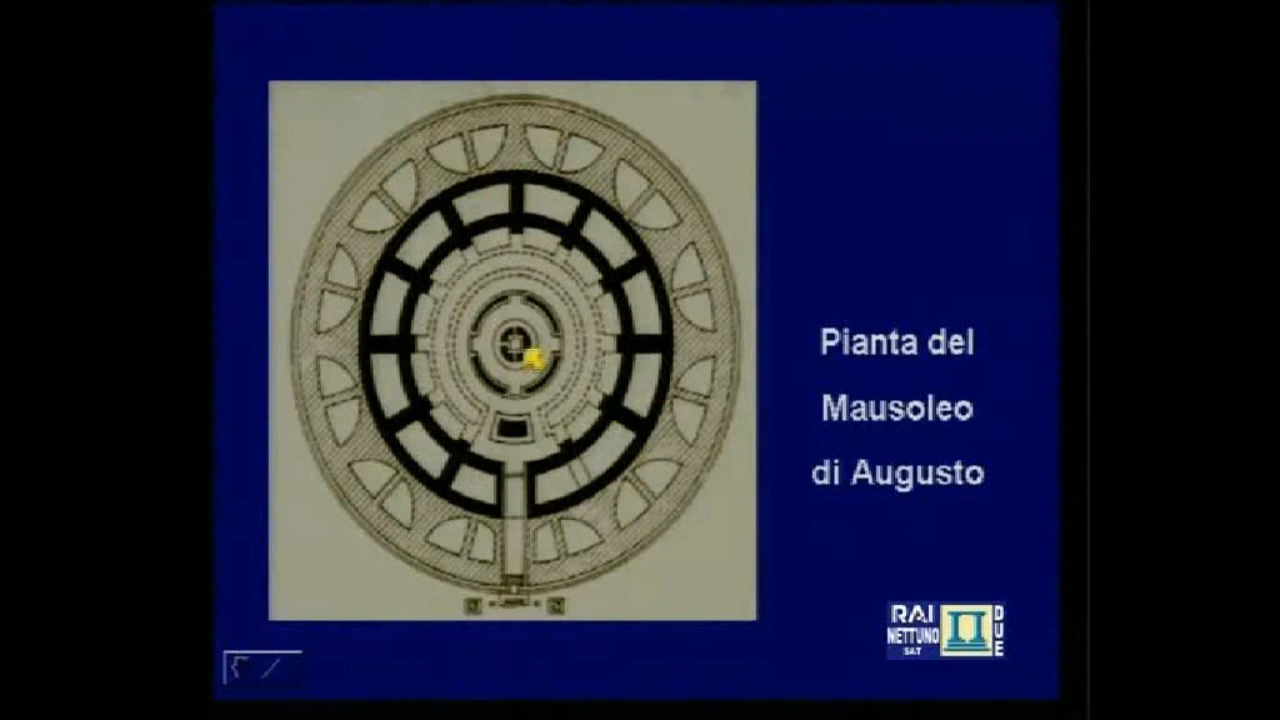 Pianta del
Mausoleo
di Augusto
RAI
NETTUNO
SAT
DUE